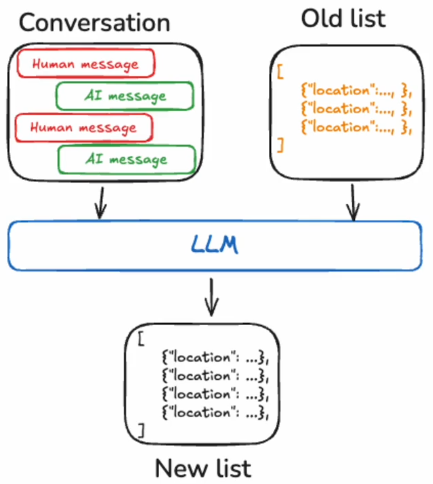 Conversation
Human message
AI message
Human message
AI message
Old list
[
{"location":..., },
{"location":..., },
{"location":..., },
]
LLM
[
{"location": ...},
{"location": ...},
{"location": ...},
{"location": ...},
]
New list